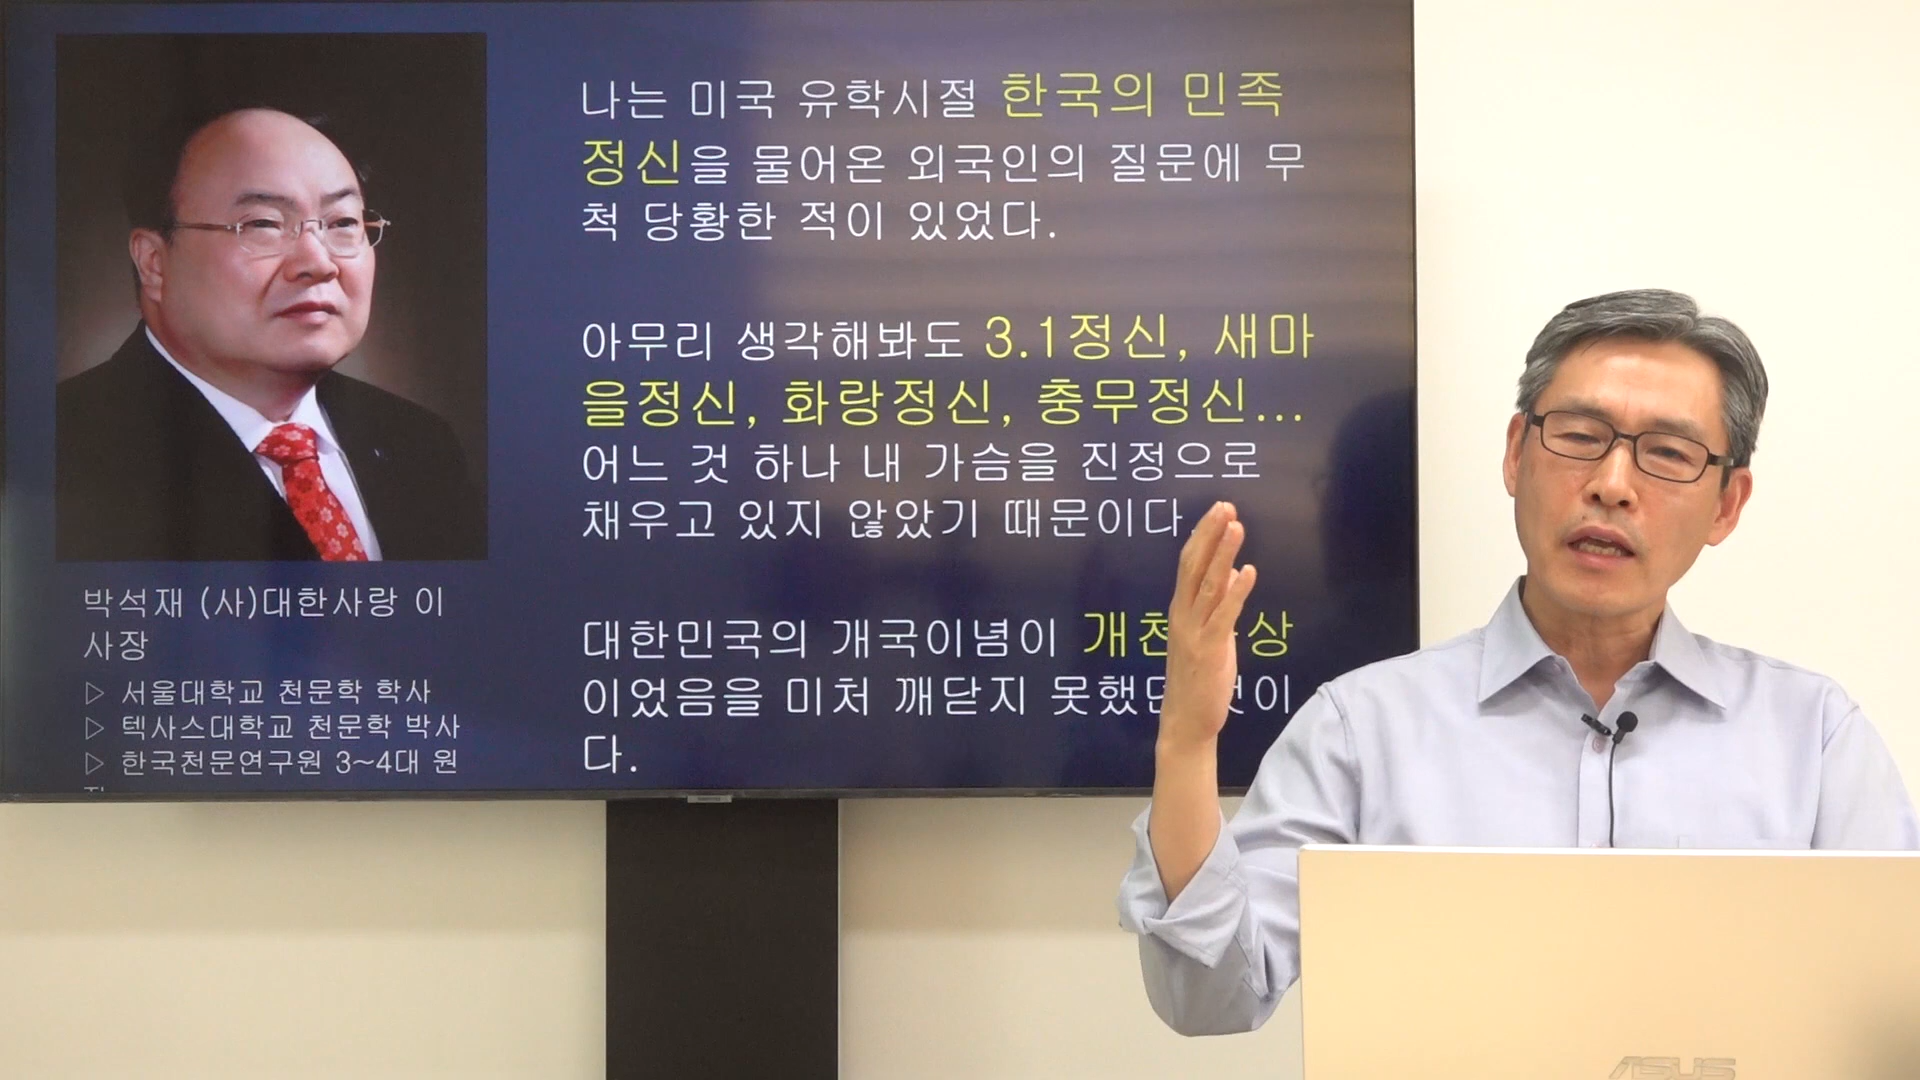 나는 미국 유학시절 한국의 민족
정신을 물어온 외국인의 질문에 무
척 당황한 적이 있었다.
아무리 생각해봐도 3.1정신, 새마
을정신, 화랑정신, 충무정신...
어느 것 하나 내 가슴을 진정으로
채우고 있지 않았기 때문이다.
대한민국의 개국이념이
이었음을 미처 깨닫지
다.
박석재 (사)대한사랑 이
사장
▷ 서울대학교 천문학 학사
▷ 텍사스대학교 천문학 박사
▷ 한국천문연구원 3~4대 원
ASUS